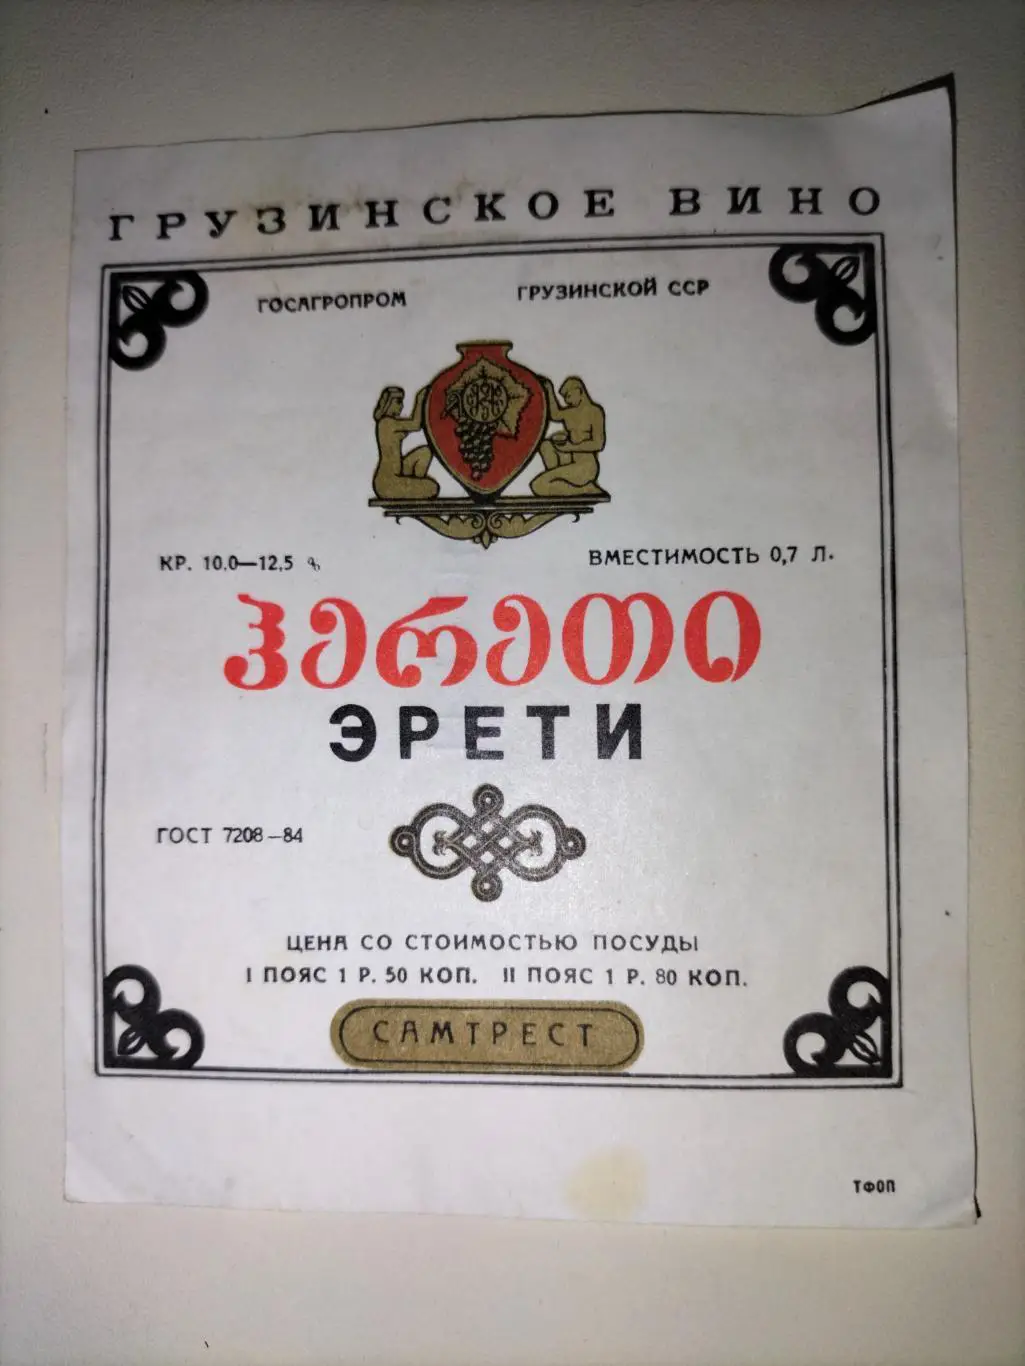 ГРУЗИНСКОЕ ВИНО
ГОСАГРОПРОМ ГРУЗИНСКОЙ ССР
КР. 10,0—12,5 % ВМЕСТИМОСТЬ 0,7 Л.
ჰერეთი
ЭРЕТИ
ГОСТ 7208—84
ЦЕНА СО СТОИМОСТЬЮ ПОСУДЫ
I ПОЯС 1 Р. 50 КОП. II ПОЯС 1 Р. 80 КОП.
САМТРЕСТ
ТФОП